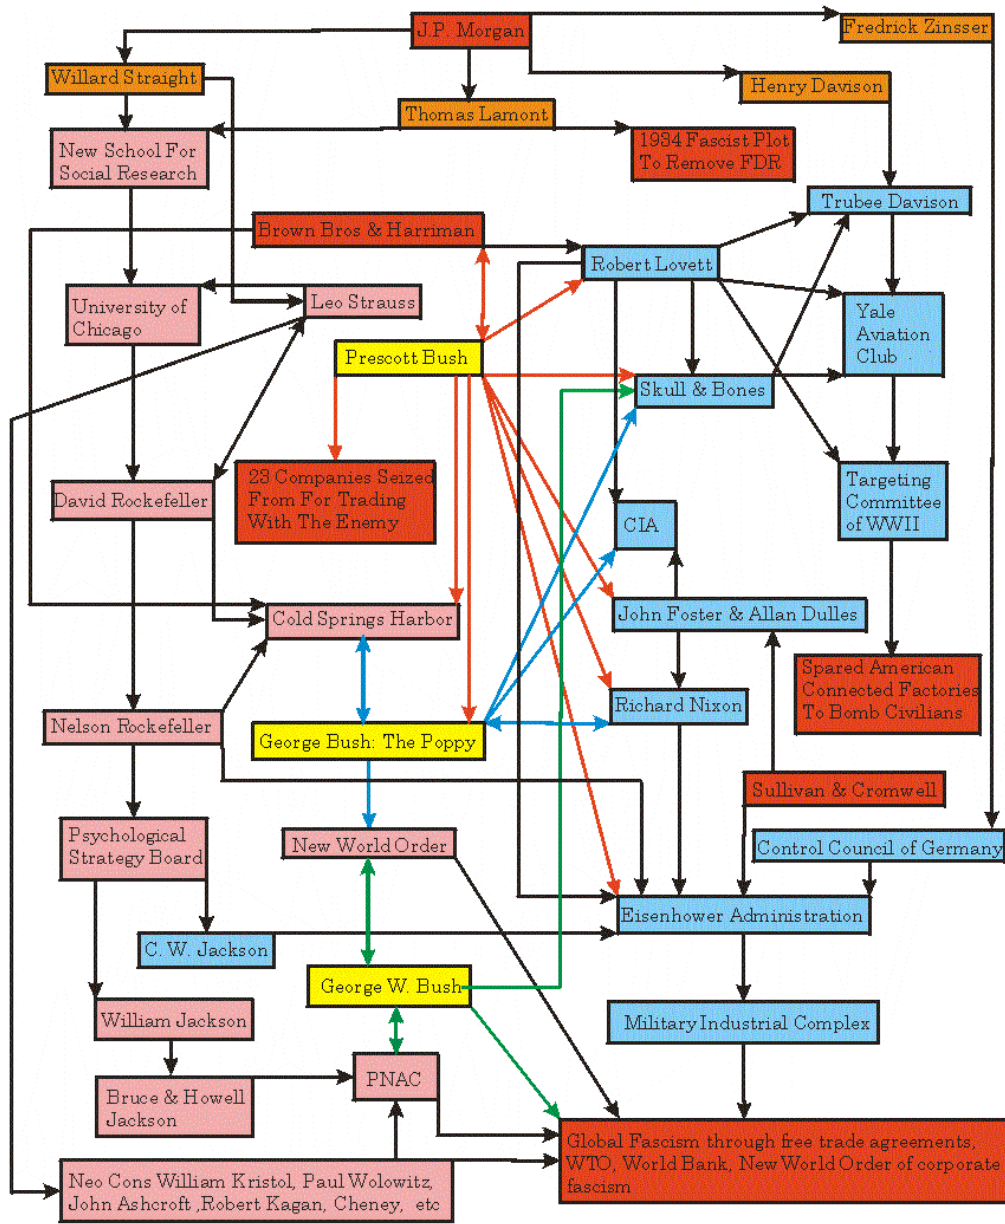 J.P. Morgan
Fredrick Zinsser
Willard Straight
Henry Davison
Thomas Lamont
New School For
Social Research
1934 Fascist Plot
To Remove FDR
Trubee Davison
Brown Bros & Harriman
Robert Lovett
University of
Chicago
Leo Strauss
Yale
Aviation
Club
Prescott Bush
Skull & Bones
David Rockefeller
23 Companies Seized
From For Trading
With The Enemy
Targeting
Committee
of WWII
CIA
Cold Springs Harbor
John Foster & Allan Dulles
Spared American
Connected Factories
To Bomb Civilians
Nelson Rockefeller
Richard Nixon
George Bush: The Poppy
Sullivan & Cromwell
Psychological
Strategy Board
New World Order
Control Council of Germany
Eisenhower Administration
C. W. Jackson
George W. Bush
William Jackson
Military Industrial Complex
Bruce & Howell
Jackson
PNAC
Global Fascism through free trade agreements,
WTO, World Bank, New World Order of corporate
fascism
Neo Cons William Kristol, Paul Wolowitz,
John Ashcroft ,Robert Kagan, Cheney, etc